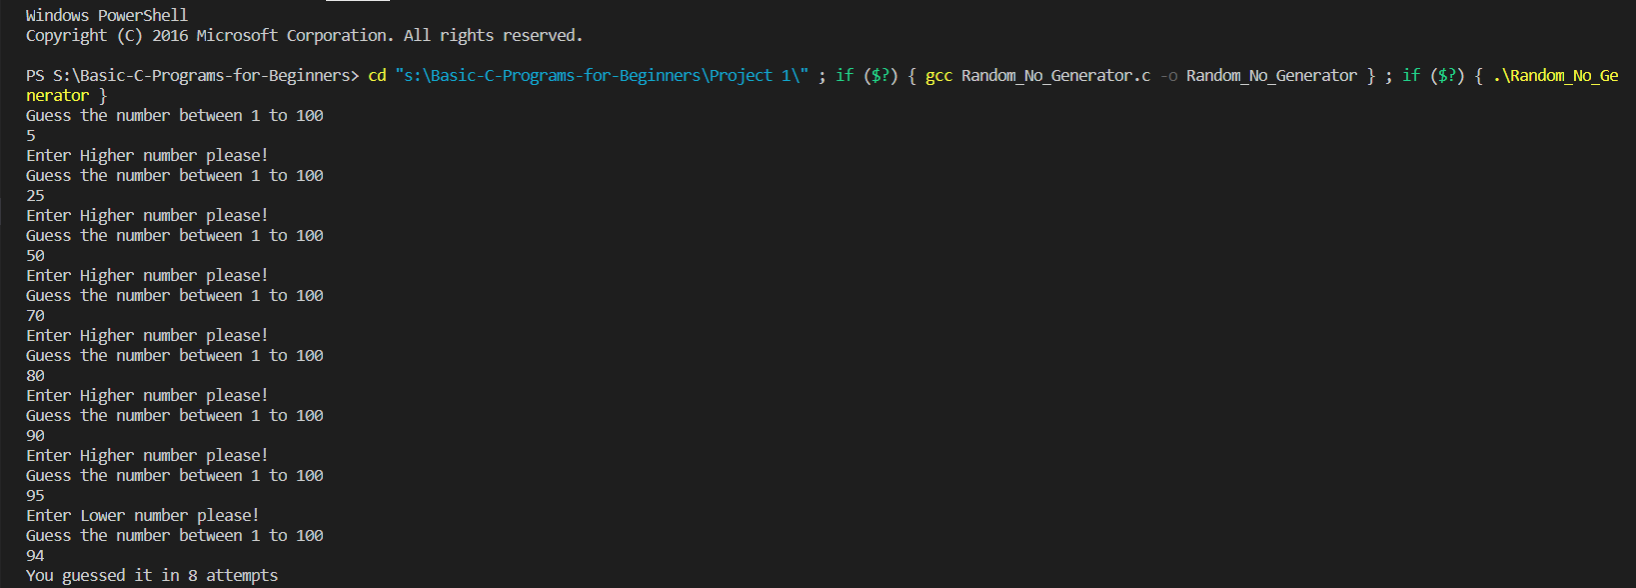 Windows PowerShell
Copyright (C) 2016 Microsoft Corporation. All rights reserved.
PS S:\Basic-C-Programs-for-Beginners> cd "s:\Basic-C-Programs-for-Beginners\Project 1\" ; if ($?) { gcc Random_No_Generator.c -o Random_No_Generator } ; if ($?) { .\Random_No_Ge
nerator }
Guess the number between 1 to 100
5
Enter Higher number please!
Guess the number between 1 to 100
25
Enter Higher number please!
Guess the number between 1 to 100
50
Enter Higher number please!
Guess the number between 1 to 100
70
Enter Higher number please!
Guess the number between 1 to 100
80
Enter Higher number please!
Guess the number between 1 to 100
90
Enter Higher number please!
Guess the number between 1 to 100
95
Enter Lower number please!
Guess the number between 1 to 100
94
You guessed it in 8 attempts